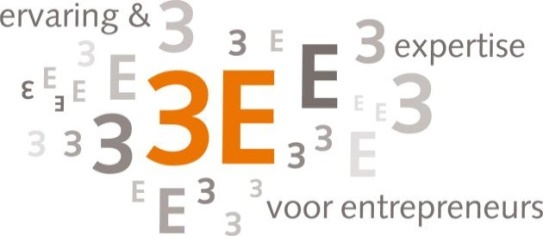 ervaring &
expertise
3E
voor entrepreneurs